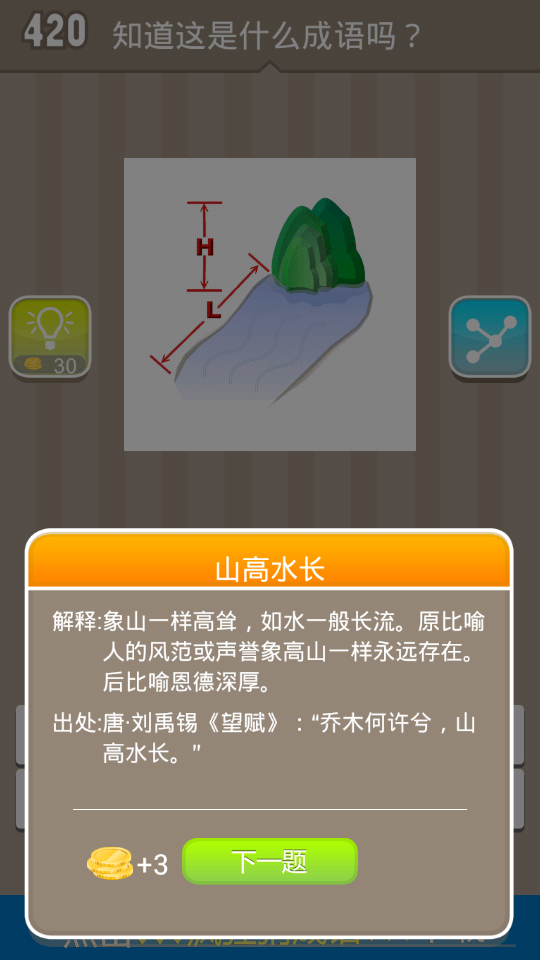 420 知道这是什么成语吗？
H
L
30
山高水长
解释:象山一样高耸，如水一般长流。原比喻
人的风范或声誉象高山一样永远存在。
后比喻恩德深厚。
出处:唐·刘禹锡《望赋》：“乔木何许兮，山
高水长。”
+3 下一题